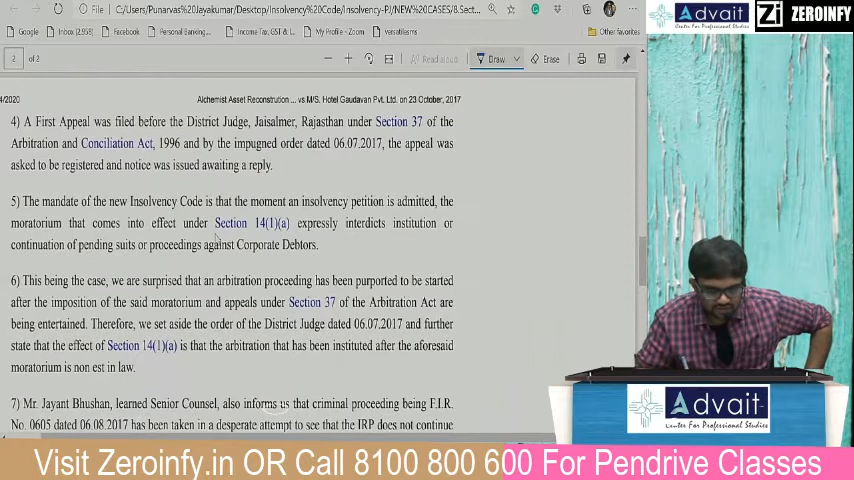 File | C:/Users/Punarvas%20Jayakumar/Desktop/Insolvency%20Code/Insolvency-PJ/NEW%20CASES/8.Sect...
Google
Inbox (2,958)
Facebook
Personal Banking...
Income Tax, GST &...
My Profile - Zoom
versatilesms
Other favorites
2 of 2
Read aloud
Draw
Erase
4/2020
Alchemist Asset Reconstrution ... vs M/S. Hotel Gaudavan Pvt. Ltd. on 23 October, 2017
4) A First Appeal was filed before the District Judge, Jaisalmer, Rajasthan under Section 37 of the
Arbitration and Conciliation Act, 1996 and by the impugned order dated 06.07.2017, the appeal was
asked to be registered and notice was issued awaiting a reply.
5) The mandate of the new Insolvency Code is that the moment an insolvency petition is admitted, the
moratorium that comes into effect under Section 14(1)(a) expressly interdicts institution or
continuation of pending suits or proceedings against Corporate Debtors.
6) This being the case, we are surprised that an arbitration proceeding has been purported to be started
after the imposition of the said moratorium and appeals under Section 37 of the Arbitration Act are
being entertained. Therefore, we set aside the order of the District Judge dated 06.07.2017 and further
state that the effect of Section 14(1)(a) is that the arbitration that has been instituted after the aforesaid
moratorium is non est in law.
7) Mr. Jayant Bhushan, learned Senior Counsel, also informs us that criminal proceeding being F.I.R.
No. 0605 dated 06.08.2017 has been taken in a desperate attempt to see that the IRP does not continue
Advait
Center For Professional Studies
Zi ZEROINFY
Advait
Center For Professional Studies
Visit Zeroinfy.in OR Call 8100 800 600 For Pendrive Classes